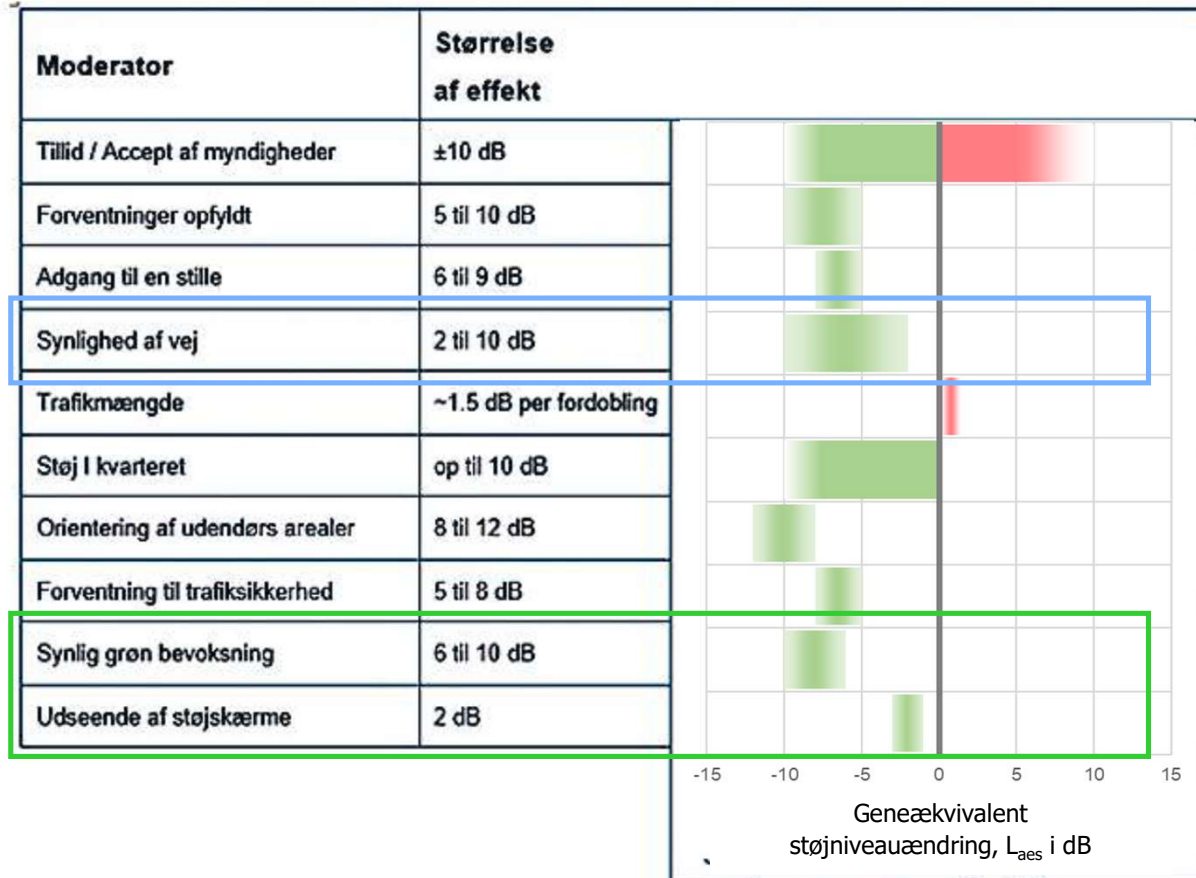 Moderator
Størrelse
af effekt
Tillid / Accept af myndigheder
±10 dB
Forventninger opfyldt
5 til 10 dB
Adgang til en stille
6 til 9 dB
Synlighed af vej
2 til 10 dB
Trafikmængde
~1.5 dB per fordobling
Støj I kvarteret
op til 10 dB
Orientering af udendørs arealer
8 til 12 dB
Forventning til trafiksikkerhed
5 til 8 dB
Synlig grøn bevoksning
6 til 10 dB
Udseende af støjskærme
2 dB
-15 -10 -5 0 5 10 15
Geneækvivalent
støjniveauændring, Laes i dB